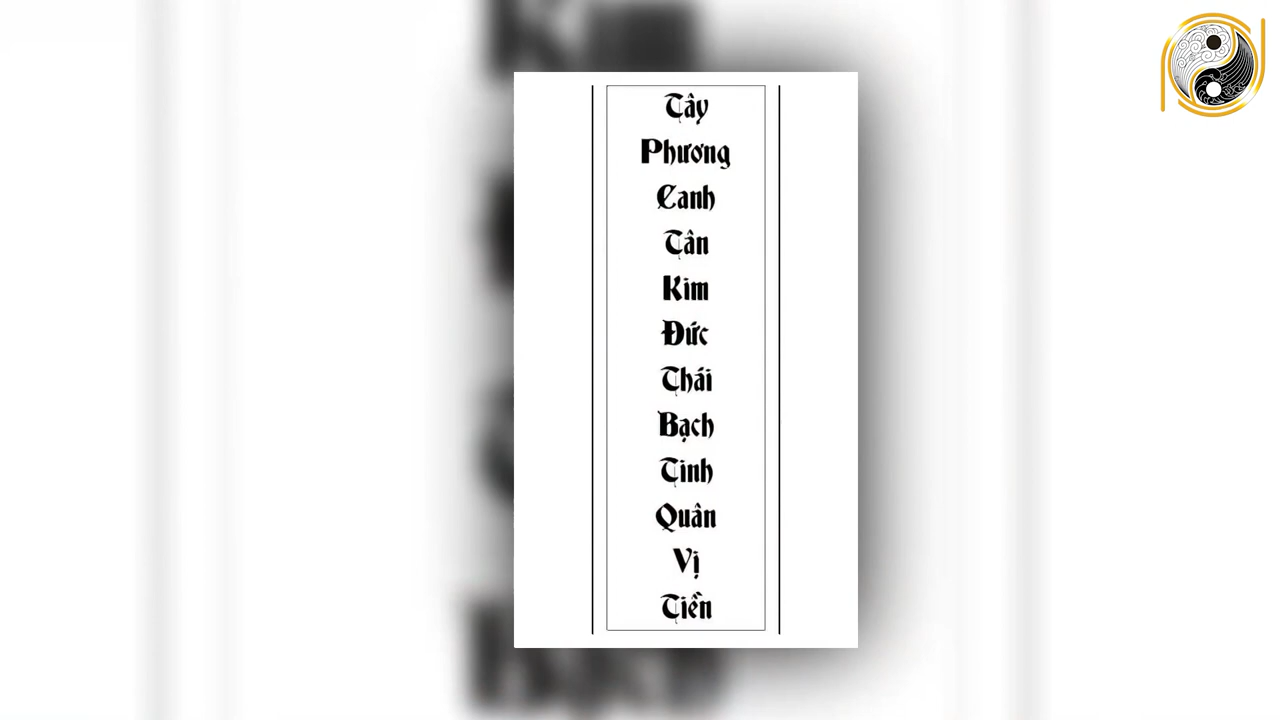 Tây
Phương
Canh
Tân
Kim
Đức
Thái
Bạch
Tinh
Quân
Vị
Tiền